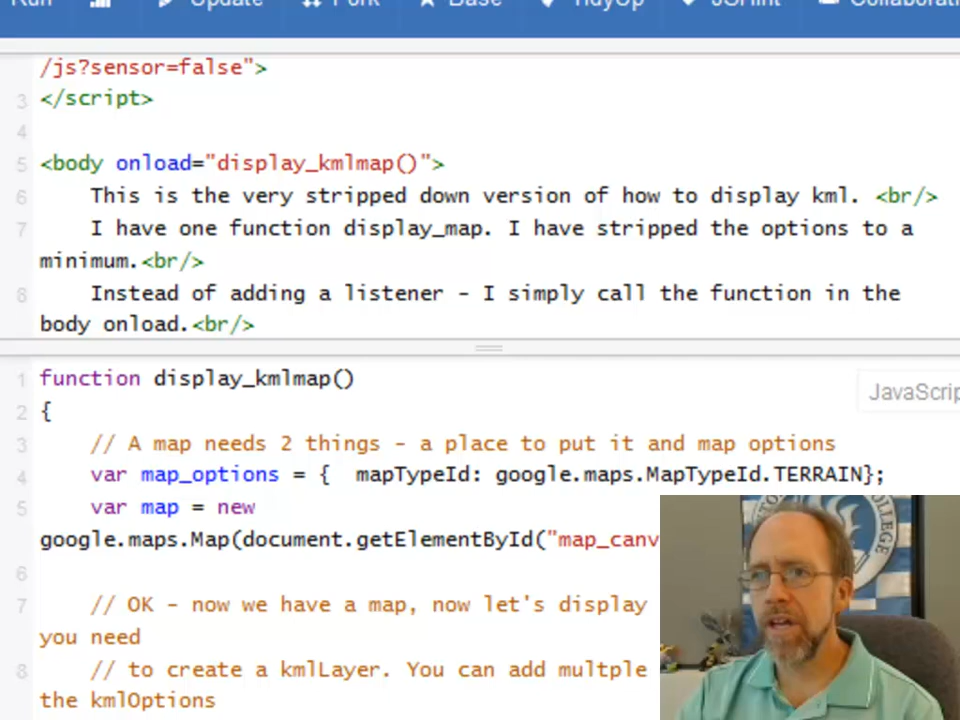 Run Update Fork Base TidyUp JSHint
/js?sensor=false">
3 </script>
4
5 <body onload="display_kmlmap()">
6 This is the very stripped down version of how to display kml. <br/>
7 I have one function display_map. I have stripped the options to a
minimum.<br/>
8 Instead of adding a listener - I simply call the function in the
body onload.<br/>
1 function display_kmlmap()
JavaScrip
2 {
3 // A map needs 2 things - a place to put it and map options
4 var map_options = {  mapTypeId: google.maps.MapTypeId.TERRAIN};
5 var map = new
google.maps.Map(document.getElementById("map_canv
6
7 // OK - now we have a map, now let's display
you need
8 // to create a kmlLayer. You can add multple
the kmlOptions
COLLEGE